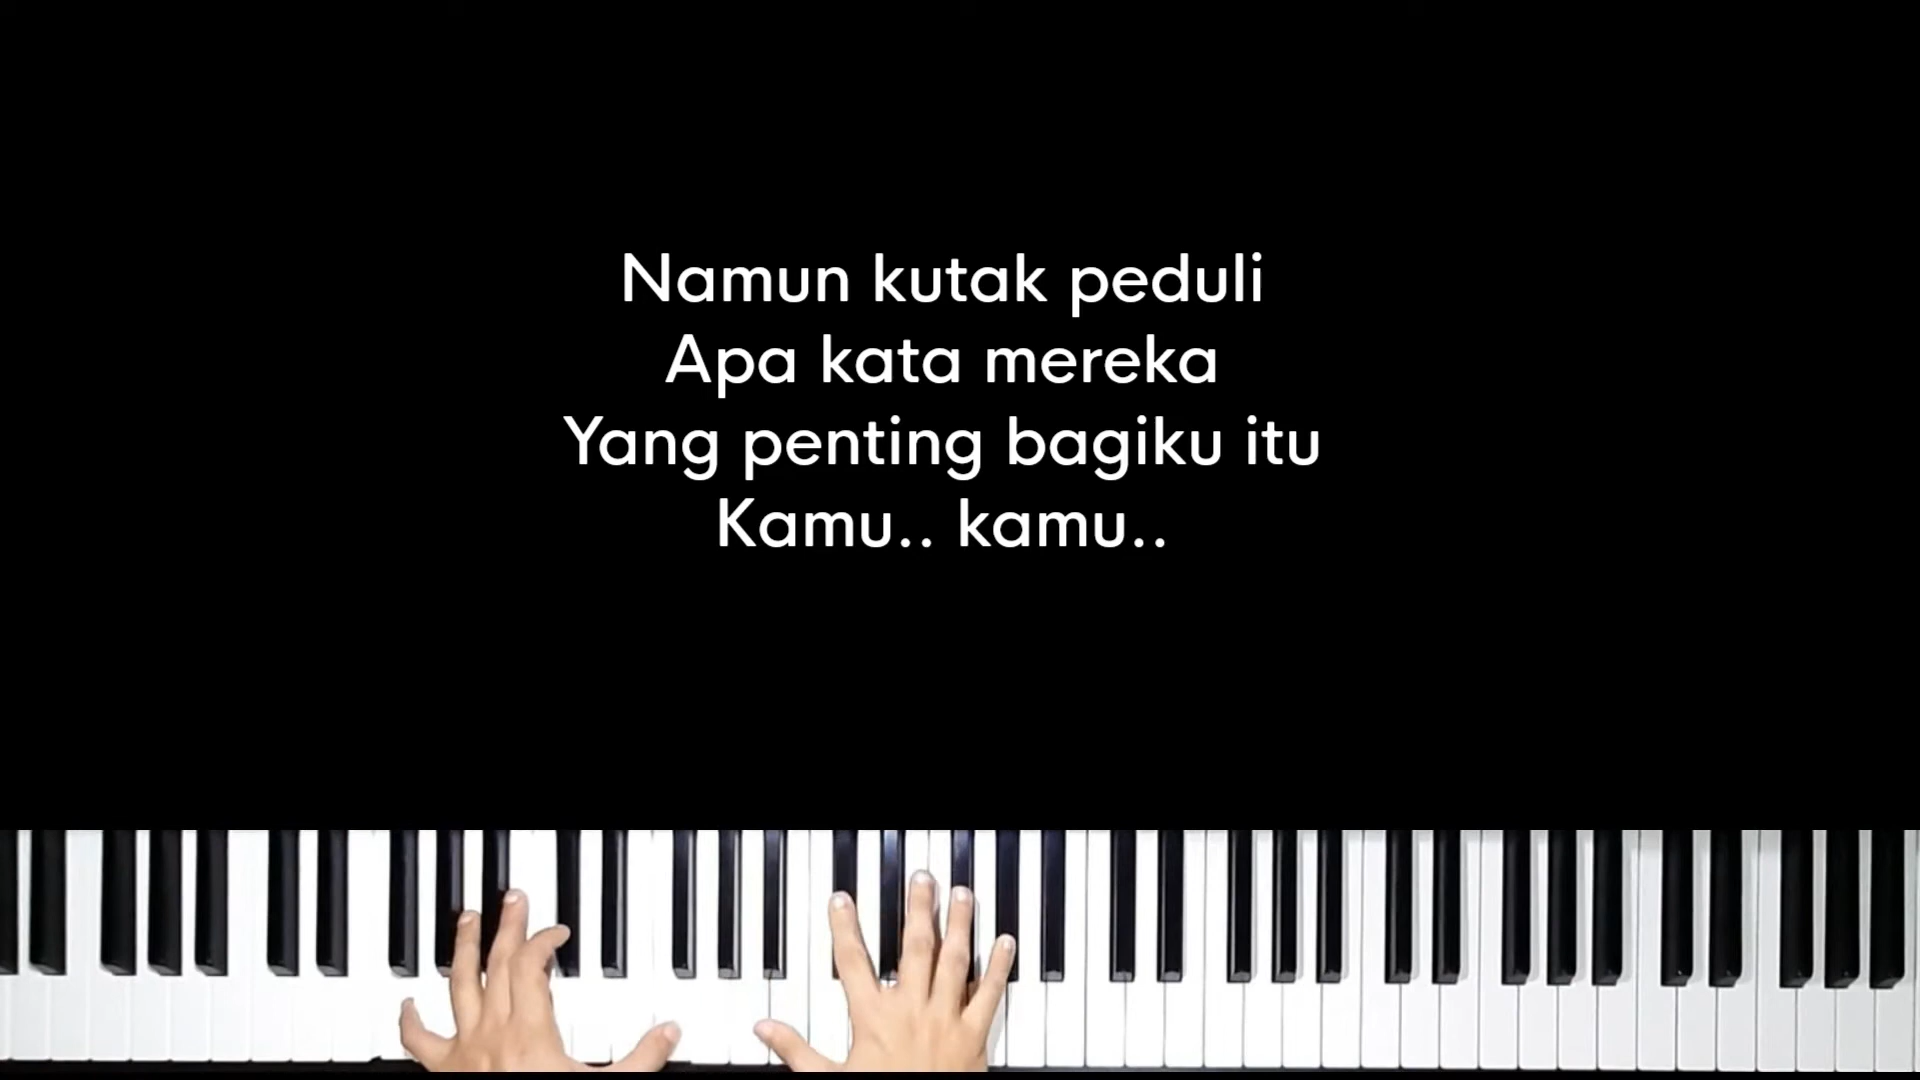 Namun kutak peduli
Apa kata mereka
Yang penting bagiku itu
Kamu.. kamu..